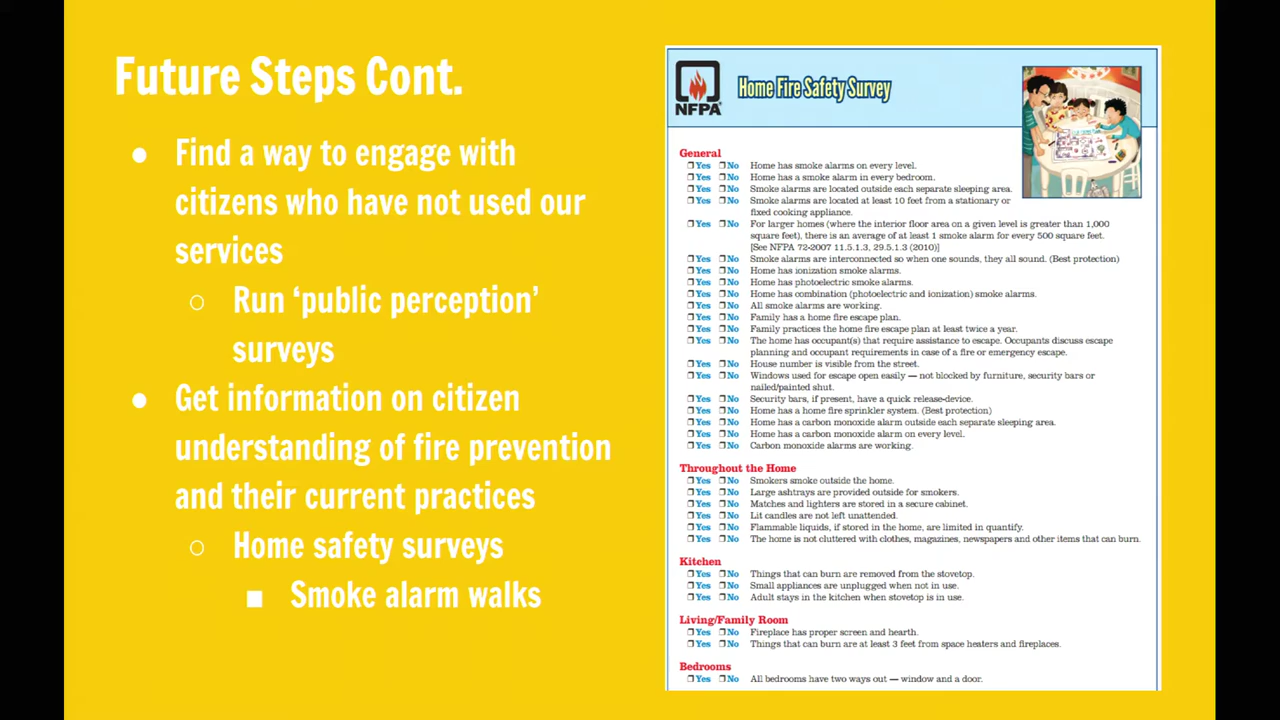 Future Steps Cont.
● Find a way to engage with
citizens who have not used our
services
○ Run ‘public perception’
surveys
● Get information on citizen
understanding of fire prevention
and their current practices
○ Home safety surveys
■ Smoke alarm walks
NFPA®
Home Fire Safety Survey
General
❒ Yes ❒ No Home has smoke alarms on every level.
❒ Yes ❒ No Home has a smoke alarm in every bedroom.
❒ Yes ❒ No Smoke alarms are located outside each separate sleeping area.
❒ Yes ❒ No Smoke alarms are located at least 10 feet from a stationary or
fixed cooking appliance.
❒ Yes ❒ No For larger homes (where the interior floor area on a given level is greater than 1,000
square feet), there is an average of at least 1 smoke alarm for every 500 square feet.
[See NFPA 72-2007 11.5.1.3, 29.5.1.3 (2010)]
❒ Yes ❒ No Smoke alarms are interconnected so when one sounds, they all sound. (Best protection)
❒ Yes ❒ No Home has ionization smoke alarms.
❒ Yes ❒ No Home has photoelectric smoke alarms.
❒ Yes ❒ No Home has combination (photoelectric and ionization) smoke alarms.
❒ Yes ❒ No All smoke alarms are working.
❒ Yes ❒ No Family has a home fire escape plan.
❒ Yes ❒ No Family practices the home fire escape plan at least twice a year.
❒ Yes ❒ No The home has occupant(s) that require assistance to escape. Occupants discuss escape
planning and occupant requirements in case of a fire or emergency escape.
❒ Yes ❒ No House number is visible from the street.
❒ Yes ❒ No Windows used for escape open easily — not blocked by furniture, security bars or
nailed/painted shut.
❒ Yes ❒ No Security bars, if present, have a quick release-device.
❒ Yes ❒ No Home has a home fire sprinkler system. (Best protection)
❒ Yes ❒ No Home has a carbon monoxide alarm outside each separate sleeping area.
❒ Yes ❒ No Home has a carbon monoxide alarm on every level.
❒ Yes ❒ No Carbon monoxide alarms are working.
Throughout the Home
❒ Yes ❒ No Smokers smoke outside the home.
❒ Yes ❒ No Large ashtrays are provided outside for smokers.
❒ Yes ❒ No Matches and lighters are stored in a secure cabinet.
❒ Yes ❒ No Lit candles are not left unattended.
❒ Yes ❒ No Flammable liquids, if stored in the home, are limited in quantify.
❒ Yes ❒ No The home is not cluttered with clothes, magazines, newspapers and other items that can burn.
Kitchen
❒ Yes ❒ No Things that can burn are removed from the stovetop.
❒ Yes ❒ No Small appliances are unplugged when not in use.
❒ Yes ❒ No Adult stays in the kitchen when stovetop is in use.
Living/Family Room
❒ Yes ❒ No Fireplace has proper screen and hearth.
❒ Yes ❒ No Things that can burn are at least 3 feet from space heaters and fireplaces.
Bedrooms
❒ Yes ❒ No All bedrooms have two ways out — window and a door.